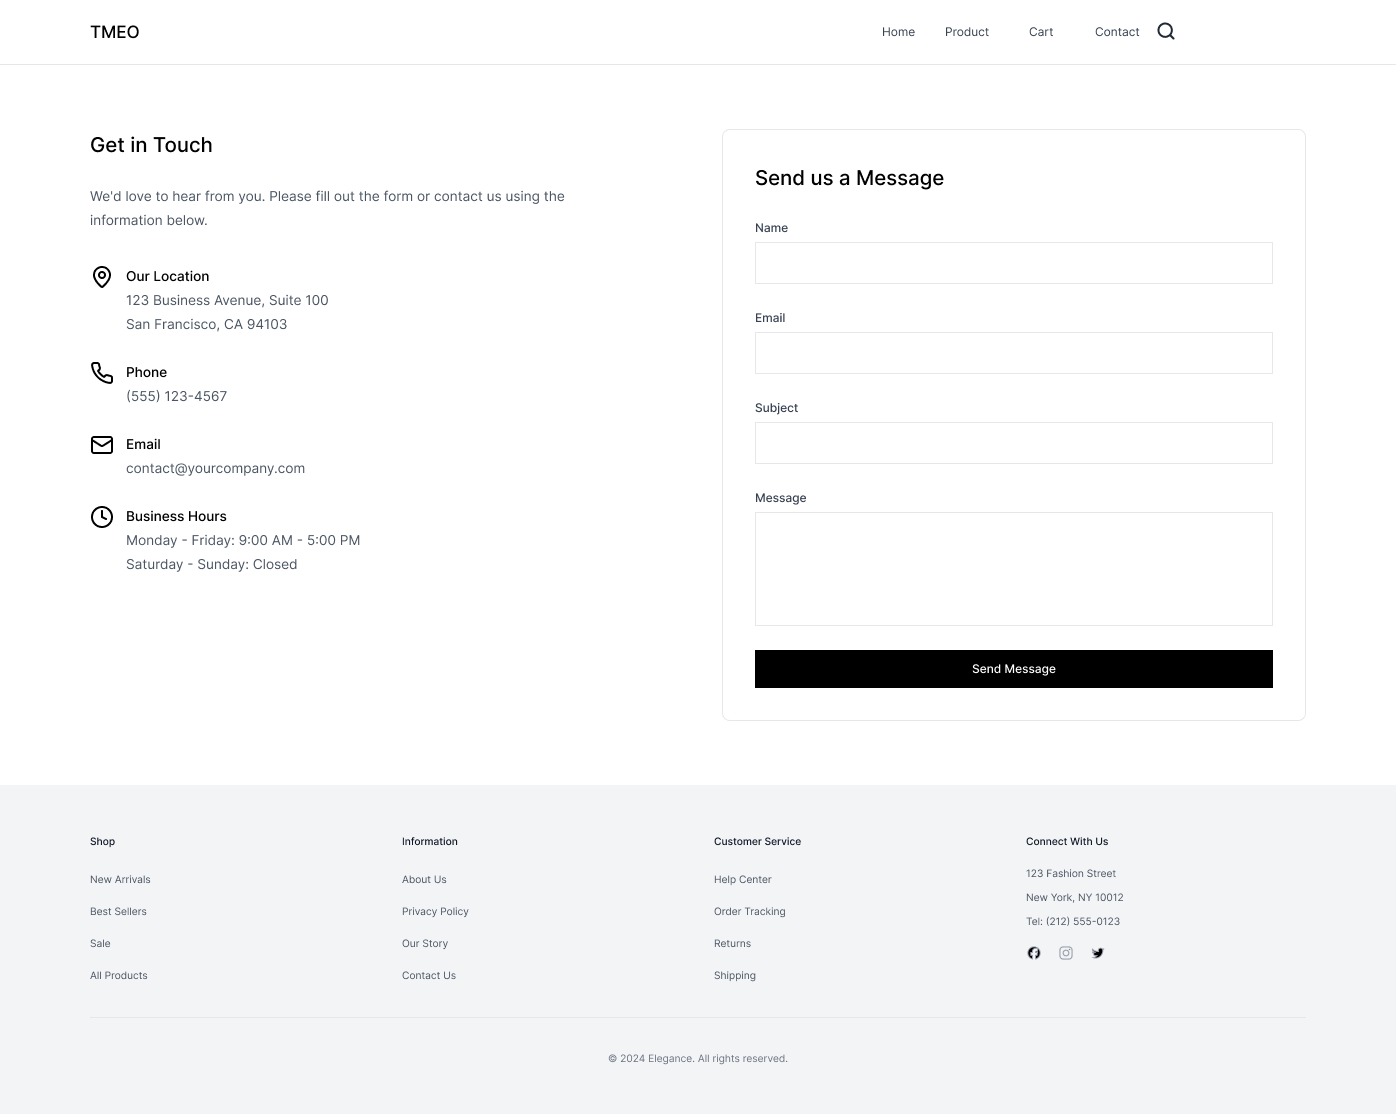 TMEO
Home
Product
Cart
Contact
Get in Touch
We'd love to hear from you. Please fill out the form or contact us using the
information below.
Our Location
123 Business Avenue, Suite 100
San Francisco, CA 94103
Phone
(555) 123-4567
Email
contact@yourcompany.com
Business Hours
Monday - Friday: 9:00 AM - 5:00 PM
Saturday - Sunday: Closed
Send us a Message
Name
Email
Subject
Message
Send Message
Shop
New Arrivals
Best Sellers
Sale
All Products
Information
About Us
Privacy Policy
Our Story
Contact Us
Customer Service
Help Center
Order Tracking
Returns
Shipping
Connect With Us
123 Fashion Street
New York, NY 10012
Tel: (212) 555-0123
© 2024 Elegance. All rights reserved.